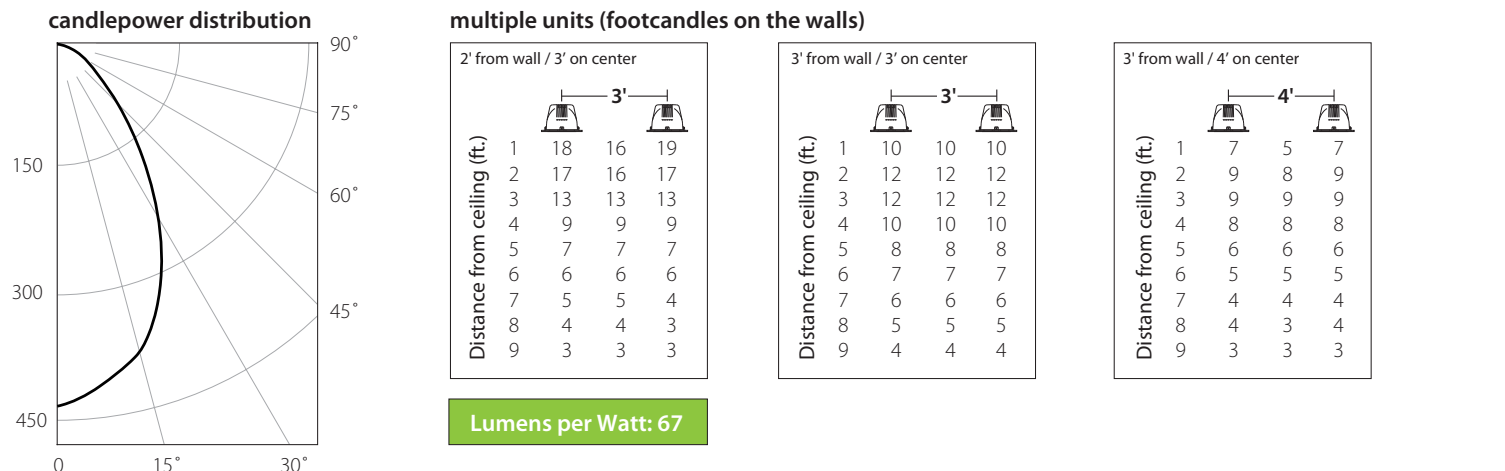 candlepower distribution
90˚
75˚
60˚
45˚
150
300
450
0 15˚ 30˚
multiple units (footcandles on the walls)
2' from wall / 3’ on center
3'
Distance from ceiling (ft.)
1 18 16 19
2 17 16 17
3 13 13 13
4 9 9 9
5 7 7 7
6 6 6 6
7 5 5 4
8 4 4 3
9 3 3 3
3' from wall / 3’ on center
3'
Distance from ceiling (ft.)
1 10 10 10
2 12 12 12
3 12 12 12
4 10 10 10
5 8 8 8
6 7 7 7
7 6 6 6
8 5 5 5
9 4 4 4
3' from wall / 4’ on center
4'
Distance from ceiling (ft.)
1 7 5 7
2 9 8 9
3 9 9 9
4 8 8 8
5 6 6 6
6 5 5 5
7 4 4 4
8 4 3 4
9 3 3 3
Lumens per Watt: 67